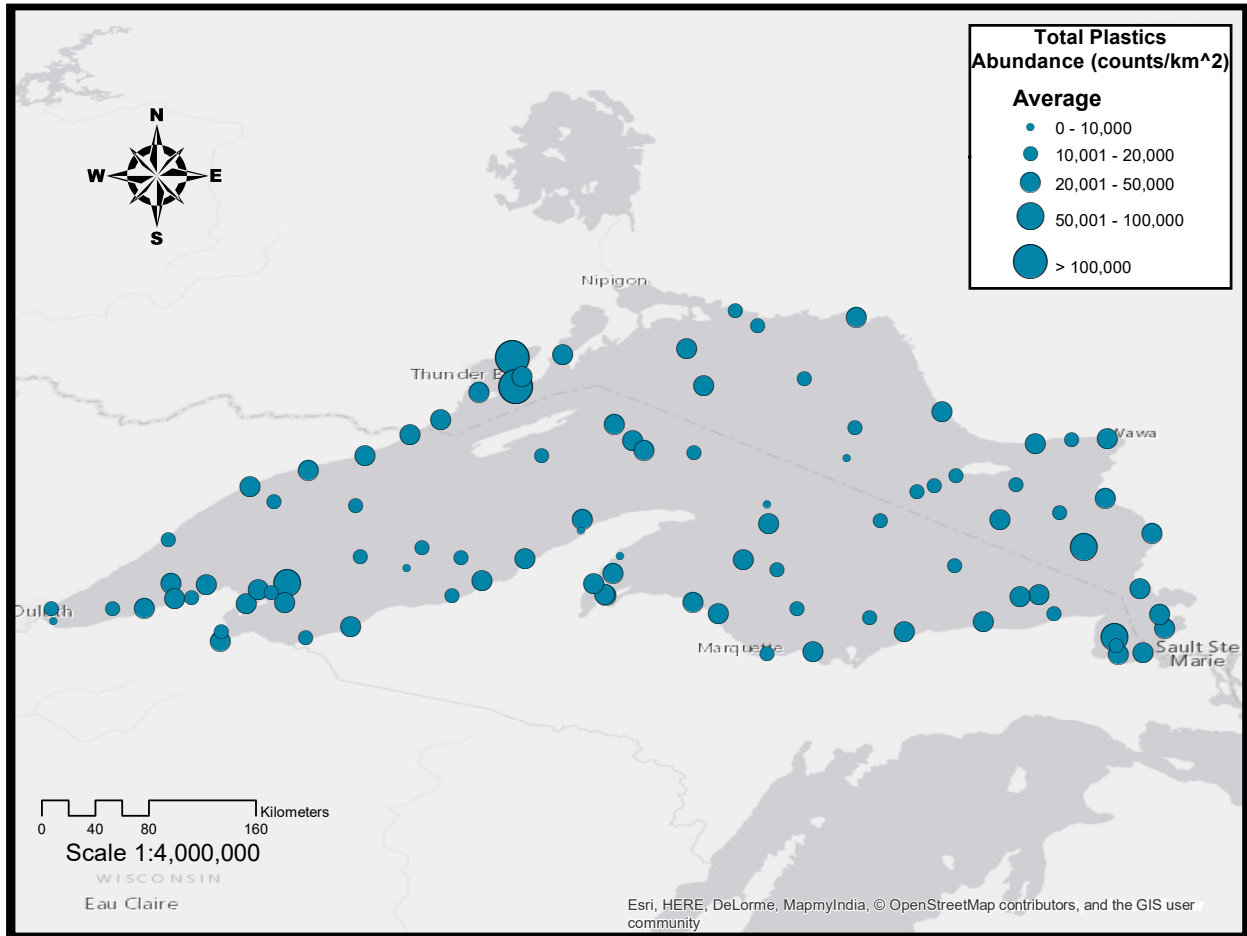 Total Plastics
Abundance (counts/km^2)
Average
0 - 10,000
10,001 - 20,000
20,001 - 50,000
50,001 - 100,000
> 100,000
N
W
E
S
Nipigon
Thunder B
Wawa
Duluth
Marquette
Sault Ste
Marie
Kilometers
0 40 80 160
Scale 1:4,000,000
WISCONSIN
Eau Claire
Esri, HERE, DeLorme, MapmyIndia, © OpenStreetMap contributors, and the GIS user
community